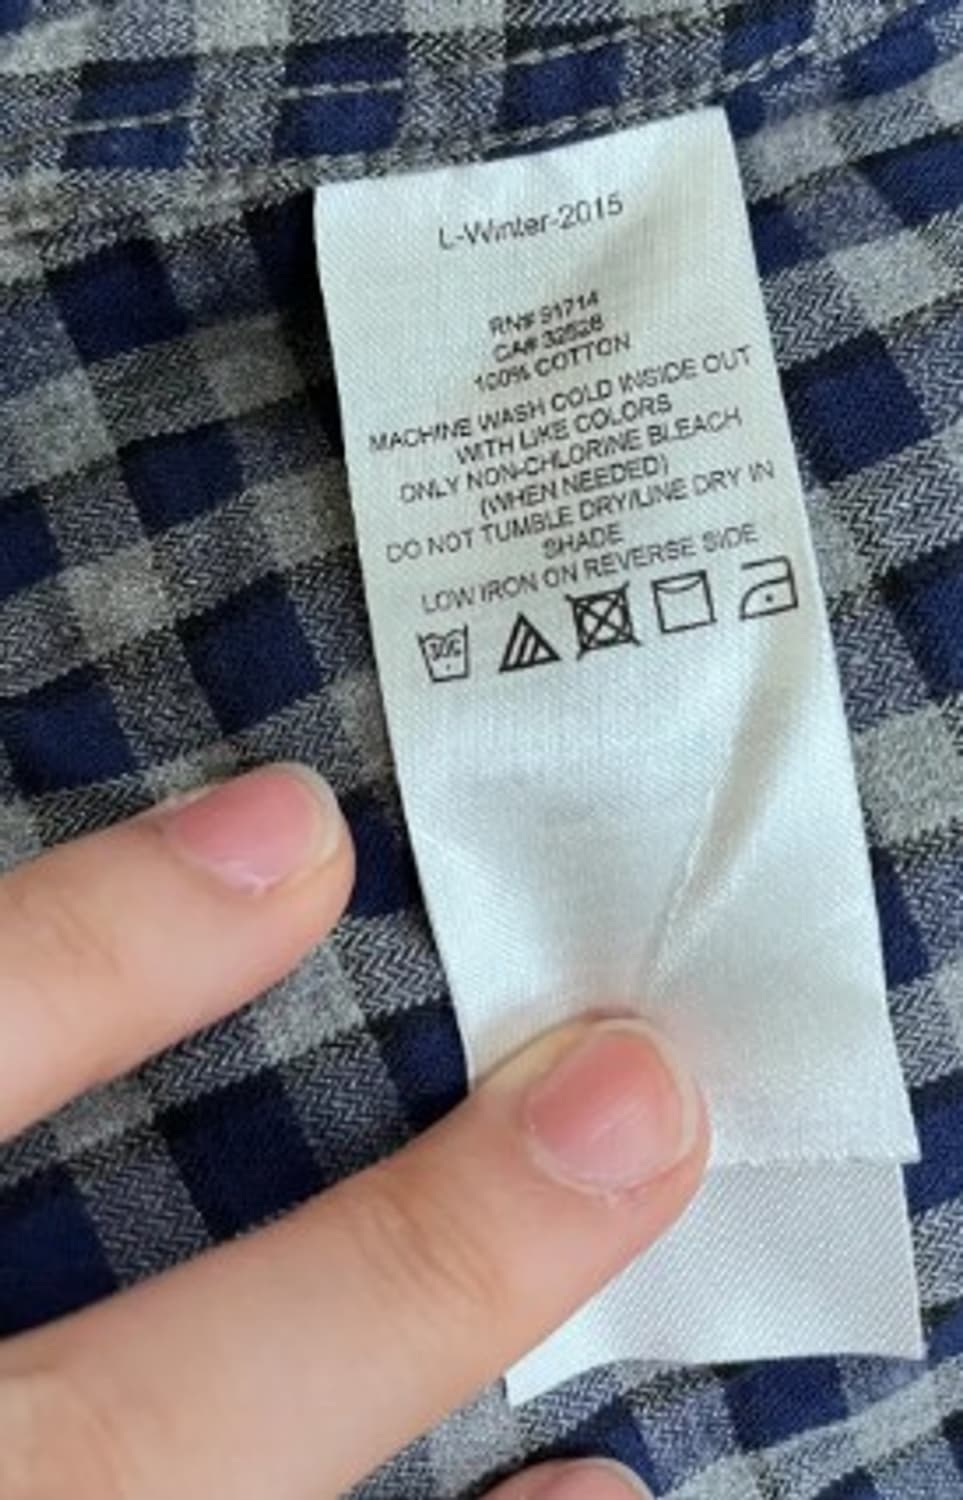 L-Winter-2015
RN# 91714
CA# 32528
100% COTTON
MACHINE WASH COLD INSIDE OUT
WITH LIKE COLORS
ONLY NON-CHLORINE BLEACH
(WHEN NEEDED)
DO NOT TUMBLE DRY/LINE DRY IN
SHADE
LOW IRON ON REVERSE SIDE
30C